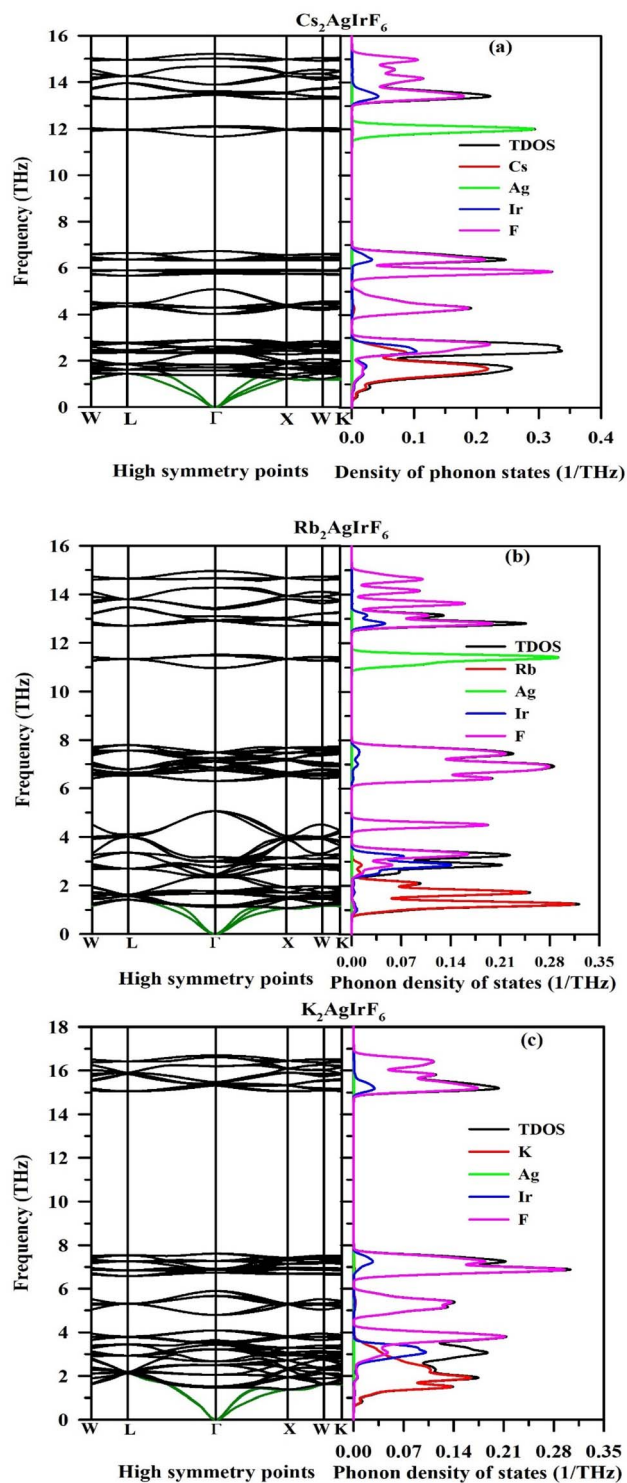 Cs₂AgIrF₆
16
14
12
10
8
6
4
2
0
Frequency (THz)
W L Γ X W K
High symmetry points
(a)
TDOS
Cs
Ag
Ir
F
0.0 0.1 0.2 0.3 0.4
Density of phonon states (1/THz)
Rb₂AgIrF₆
16
14
12
10
8
6
4
2
0
Frequency (THz)
W L Γ X W K
High symmetry points
(b)
TDOS
Rb
Ag
Ir
F
0.00 0.07 0.14 0.21 0.28 0.35
Phonon density of states (1/THz)
K₂AgIrF₆
18
16
14
12
10
8
6
4
2
0
Frequency (THz)
W L Γ X W K
High symmetry points
(c)
TDOS
K
Ag
Ir
F
0.00 0.07 0.14 0.21 0.28 0.35
Phonon density of states (1/THz)